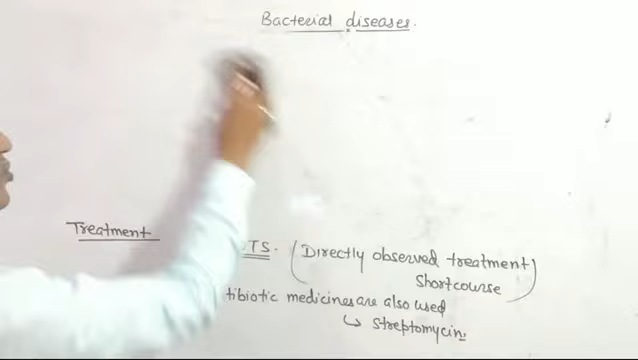 Bacterial diseases.
Treatment
TS. (Directly observed treatment
Shortcourse)
tibiotic medicines are also used
↳ Streptomycin.